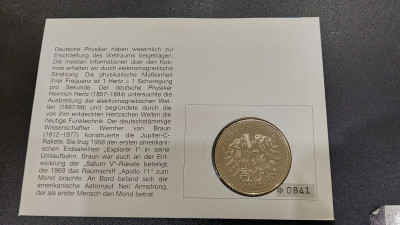 Deutsche Physiker haben wesentlich zur
Erschließung des Weltraums beigetragen.
Die meisten Informationen über den Kos-
mos erhalten wir durch elektromagnetische
Strahlung. Die physikalische Maßeinheit
ihrer Frequenz ist 1 Hertz = 1 Schwingung
pro Sekunde. Der deutsche Physiker
Heinrich Hertz (1857–1894) untersuchte die
Ausbreitung der elektromagnetischen Wel-
len (1887/88) und begründete durch die
von ihm entdeckten Hertzschen Wellen die
heutige Funktechnik. Der deutschstämmige
Wissenschaftler Wernher von Braun
(1912–1977) konstruierte die Jupiter-C-
Rakete. Sie trug 1958 den ersten amerikani-
schen Erdsatelliten „Explorer I" in seine
Umlaufbahn. Braun war auch an der Ent-
wicklung der „Saturn V"-Rakete beteiligt,
die 1969 das Raumschiff „Apollo 11" zum
Mond brachte. An Bord befand sich der
amerikanische Astronaut Neil Armstrong,
der als erster Mensch den Mond betrat.
0841